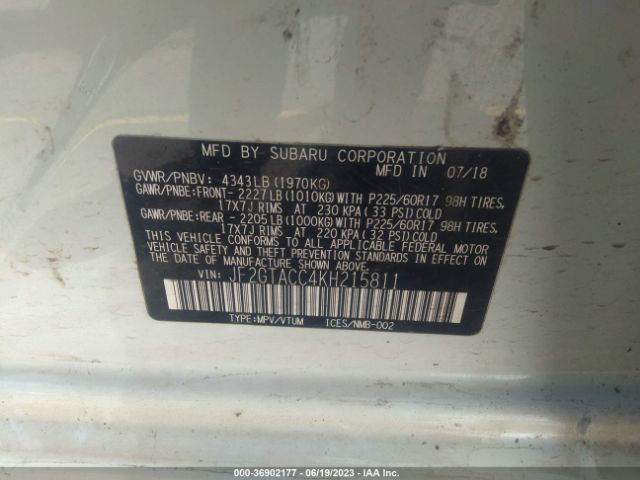 MFD BY SUBARU CORPORATION MFD IN 07/18
GVWR/PNBV: 4343LB(1970KG)
GAWR/PNBE:FRONT- 2227LB(1010KG)WITH P225/60R17 98H TIRES,
17X7J RIMS AT 230 KPA(33 PSI)COLD
GAWR/PNBE:REAR - 2205LB(1000KG)WITH P225/60R17 98H TIRES,
17X7J RIMS AT 220 KPA(32 PSI)COLD
THIS VEHICLE CONFORMS TO ALL APPLICABLE FEDERAL MOTOR
VEHICLE SAFETY AND THEFT PREVENTION STANDARDS IN EFFECT ON
THE DATE OF MANUFACTURE SHOWN ABOVE.
VIN: JF2GTACC4KH215811
TYPE:MPV/VTUM ICES/NMB-002
000-36902177 - 06/19/2023 - IAA Inc.